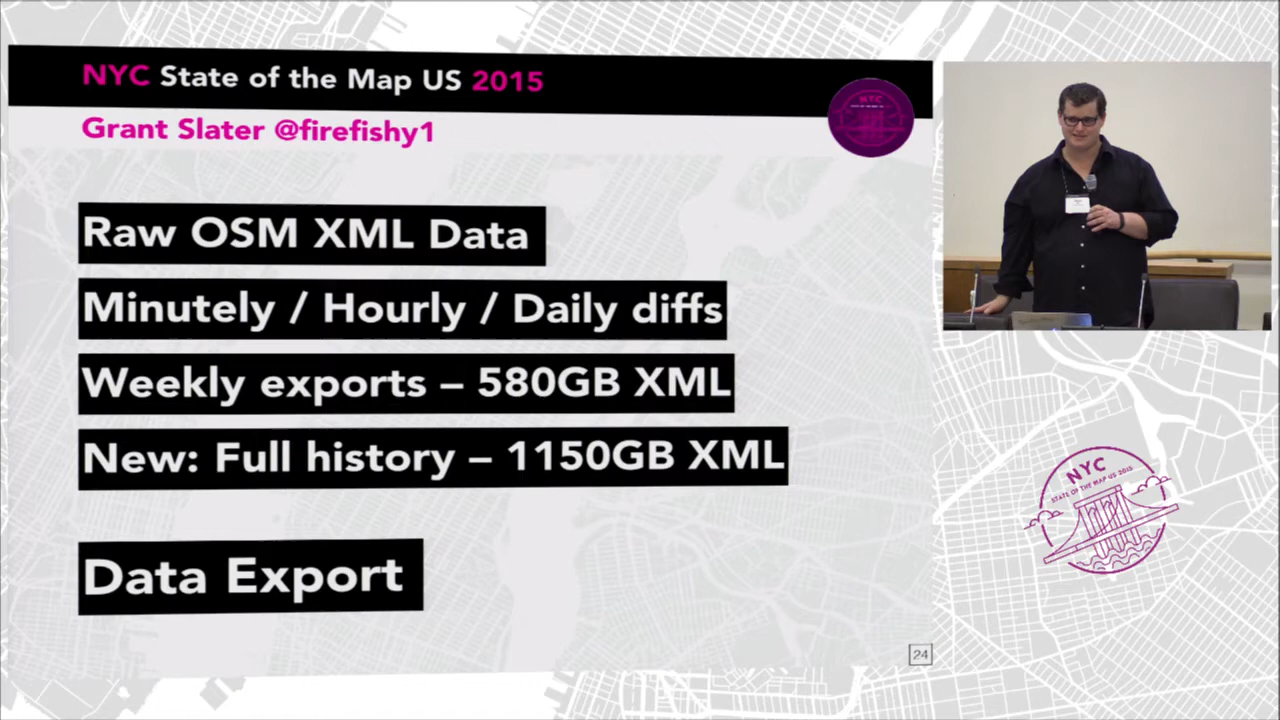 NYC State of the Map US 2015
Grant Slater @firefishy1
Raw OSM XML Data
Minutely / Hourly / Daily diffs
Weekly exports – 580GB XML
New: Full history – 1150GB XML
Data Export
24
NYC
STATE OF THE MAP US 2015